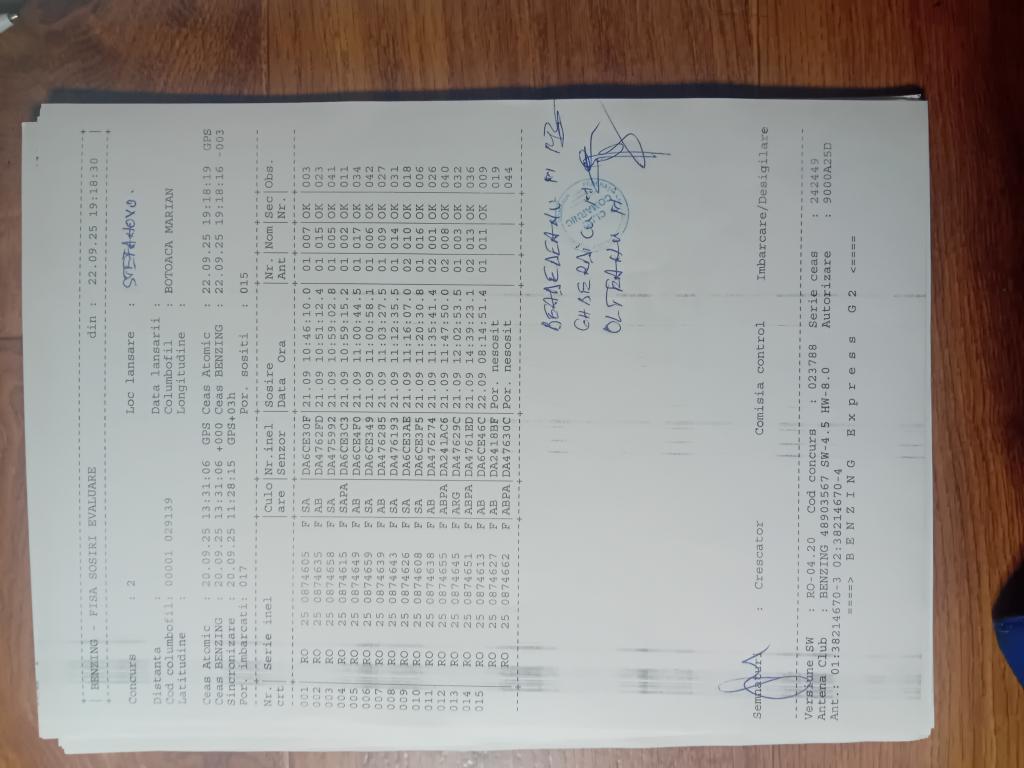 BENZING - FISA SOSIRI EVALUARE din : 22.09.25 19:18:30
Concurs : 2 Loc lansare : STEFANOVO.
Distanta : Data lansarii :
Cod columbofil: 00001 029139 Columbofil : BOTOACA MARIAN
Latitudine : Longitudine :
Ceas Atomic : 20.09.25 13:31:06 GPS Ceas Atomic : 22.09.25 19:18:19 GPS
Ceas BENZING : 20.09.25 13:31:06 +000 Ceas BENZING : 22.09.25 19:18:16 -003
Sincronizare : 20.09.25 11:28:15 GPS+03h
Por. imbarcati: 017 Por. sositi : 015
Nr. | Serie inel |Culo|Nr.inel |Sosire |Nr. |Nom|Sec|Obs.
crt |are |Senzor |Data Ora |Ant |Nr.|
001 RO 25 0874605 F SA DA6CE30F 21.09 10:46:10.0 01 007 OK 003
002 RO 25 0874635 F AB DA4762FD 21.09 10:51:12.4 01 015 OK 023
003 RO 25 0874658 F SA DA475992 21.09 10:59:02.8 01 005 OK 041
004 RO 25 0874615 F SAPA DA6CE3C3 21.09 10:59:15.2 01 002 OK 011
005 RO 25 0874649 F AB DA6CE4F0 21.09 11:00:44.5 01 017 OK 034
006 RO 25 0874659 F SA DA6CE349 21.09 11:00:58.1 01 006 OK 042
007 RO 25 0874639 F AB DA476285 21.09 11:03:27.5 01 009 OK 027
008 RO 25 0874643 F SA DA476193 21.09 11:12:35.5 01 014 OK 031
009 RO 25 0874626 F SA DA6CE3AE 21.09 11:16:07.0 02 010 OK 018
010 RO 25 0874608 F SA DA6CE3F5 21.09 11:20:34.8 01 016 OK 006
011 RO 25 0874638 F AB DA476274 21.09 11:35:41.4 02 001 OK 026
012 RO 25 0874655 F ABPA DA241AC6 21.09 11:47:50.0 02 008 OK 040
013 RO 25 0874645 F ARG DA47629C 21.09 12:02:53.5 01 003 OK 032
014 RO 25 0874651 F ABPA DA4761ED 21.09 14:39:23.1 02 013 OK 036
015 RO 25 0874613 F AB DA6CE46C 22.09 08:14:51.4 01 011 OK 009
RO 25 0874627 F AB DA2418BF Por. nesosit 019
RO 25 0874662 F ABPA DA47630C Por. nesosit 044
COMARNIC
Semnaturi : Crescator Comisia control Imbarcare/Desigilare
Versiune SW : RO-04.20 Cod concurs : 023788 Serie ceas : 242449
Antena Club : BENZING 48903567 SW-4.5 HW-8.0 Autorizare : 9000A25D
Ant.: 01:38214670-3 02:38214670-4
====> B E N Z I N G E x p r e s s G 2 <====